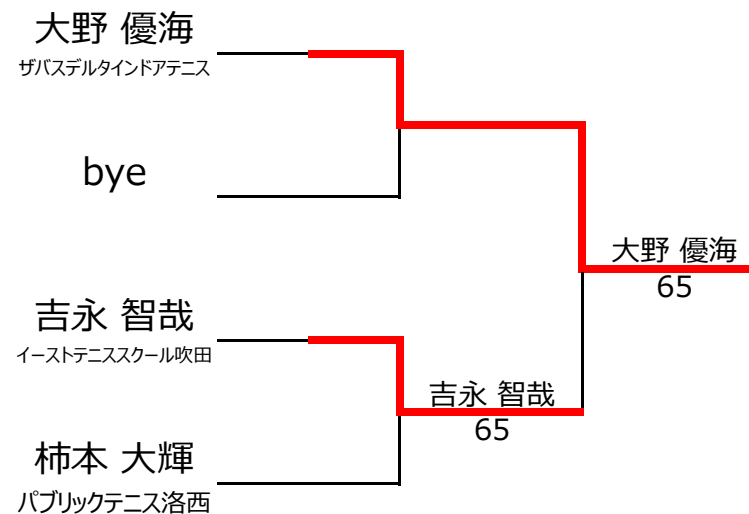 大野 優海
ザバスデルタインドアテニス
bye
大野 優海
65
吉永 智哉
イーストテニススクール吹田
吉永 智哉
65
柿本 大輝
パブリックテニス洛西